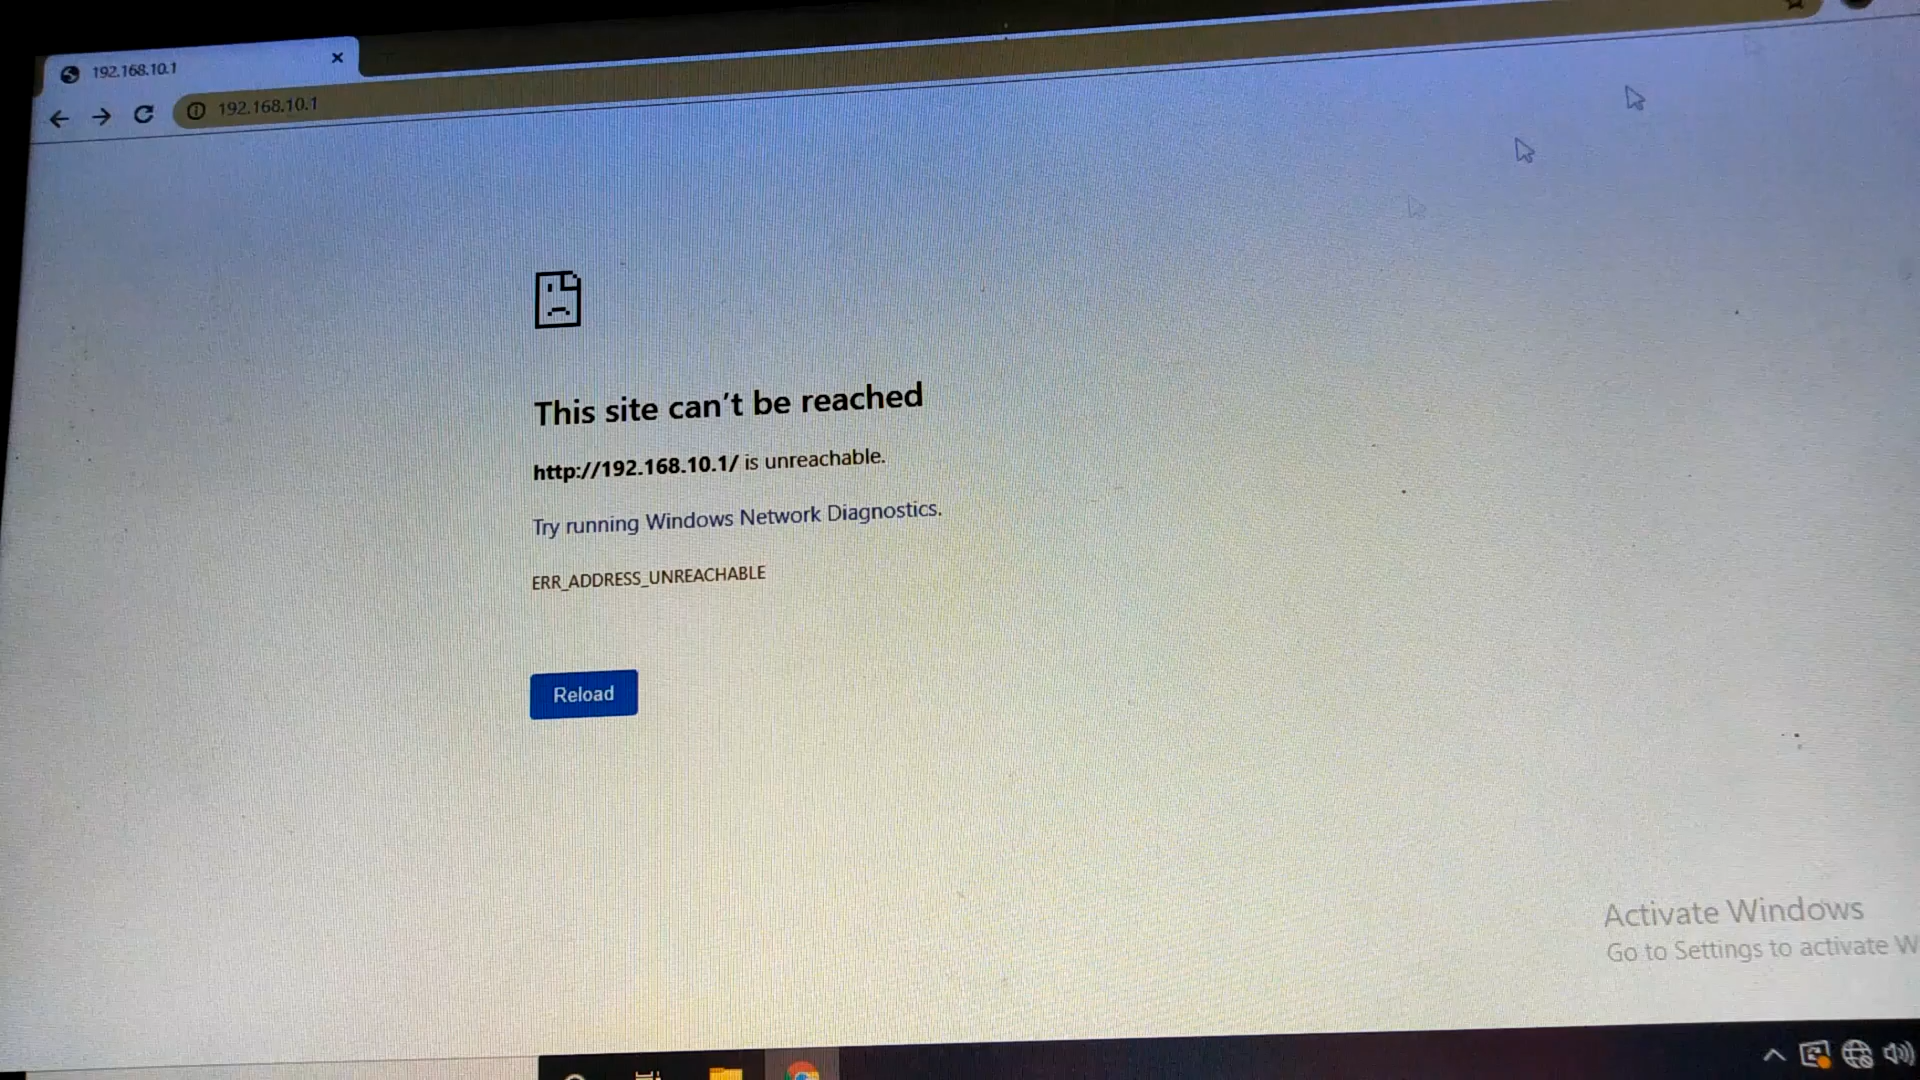 192.168.10.1
192.168.10.1
This site can't be reached
http://192.168.10.1/ is unreachable.
Try running Windows Network Diagnostics.
ERR_ADDRESS_UNREACHABLE
Reload
Activate Windows
Go to Settings to activate W